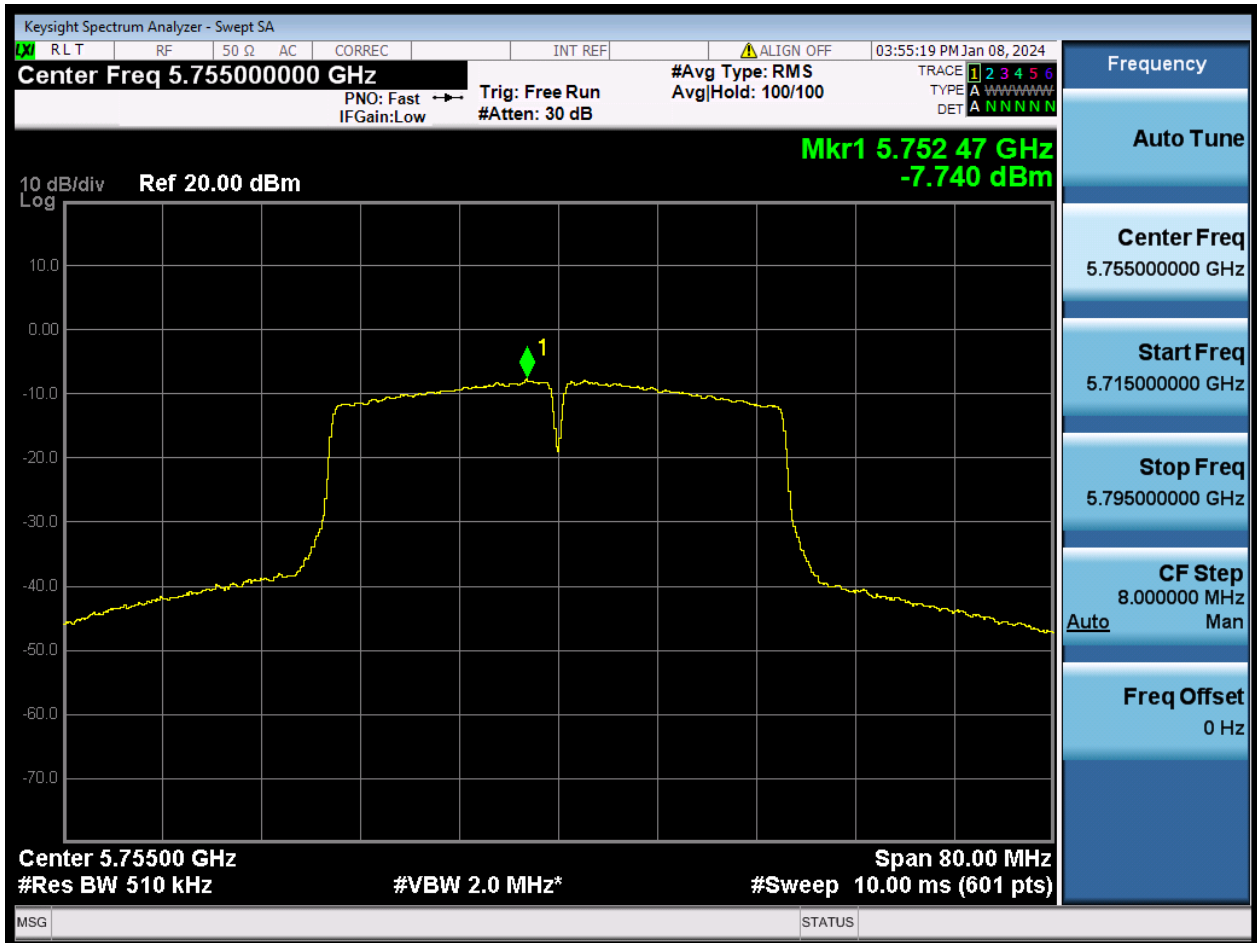 Keysight Spectrum Analyzer - Swept SA
LXI RLT RF 50 Ω AC CORREC INT REF ALIGN OFF 03:55:19 PM Jan 08, 2024
Center Freq 5.755000000 GHz
PNO: Fast
IFGain:Low
Trig: Free Run
#Atten: 30 dB
#Avg Type: RMS
Avg|Hold: 100/100
TRACE 1 2 3 4 5 6
TYPE A WWWWW
DET A N N N N N
Mkr1 5.752 47 GHz
-7.740 dBm
10 dB/div Ref 20.00 dBm
Log
10.0
0.00
-10.0
-20.0
-30.0
-40.0
-50.0
-60.0
-70.0
1
Center 5.75500 GHz Span 80.00 MHz
#Res BW 510 kHz #VBW 2.0 MHz* #Sweep 10.00 ms (601 pts)
MSG STATUS
Frequency
Auto Tune
Center Freq
5.755000000 GHz
Start Freq
5.715000000 GHz
Stop Freq
5.795000000 GHz
CF Step
8.000000 MHz
Auto Man
Freq Offset
0 Hz